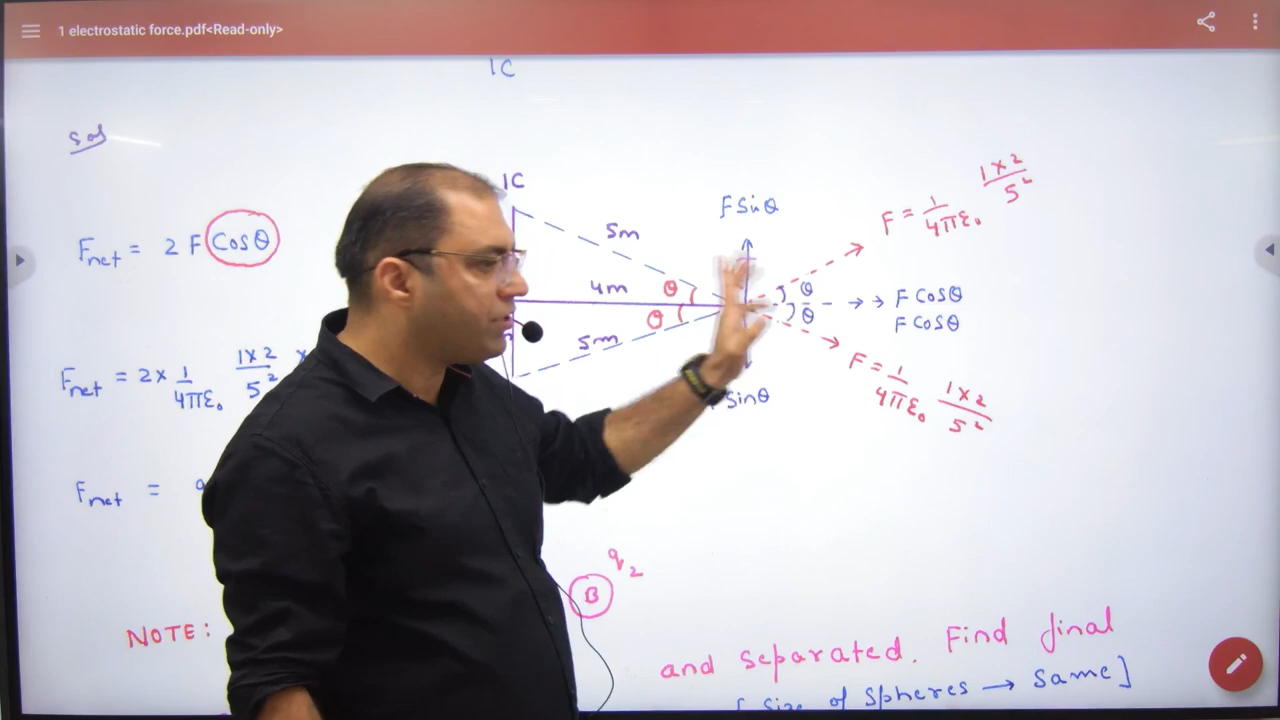 1 electrostatic force.pdf<Read-only>
1C
Sol
1C
5m
4m
θ
θ
5m
F Sinθ
F = 1/4πε₀ 1×2/5²
θ
θ
F Cosθ
F Cosθ
F = 1/4πε₀ 1×2/5²
Sinθ
Fnet = 2 F Cosθ
Fnet = 2× 1/4πε₀ 1×2/5² ×
Fnet =
NOTE:
B q₂
and separated. Find final
[ Size of Spheres → Same]